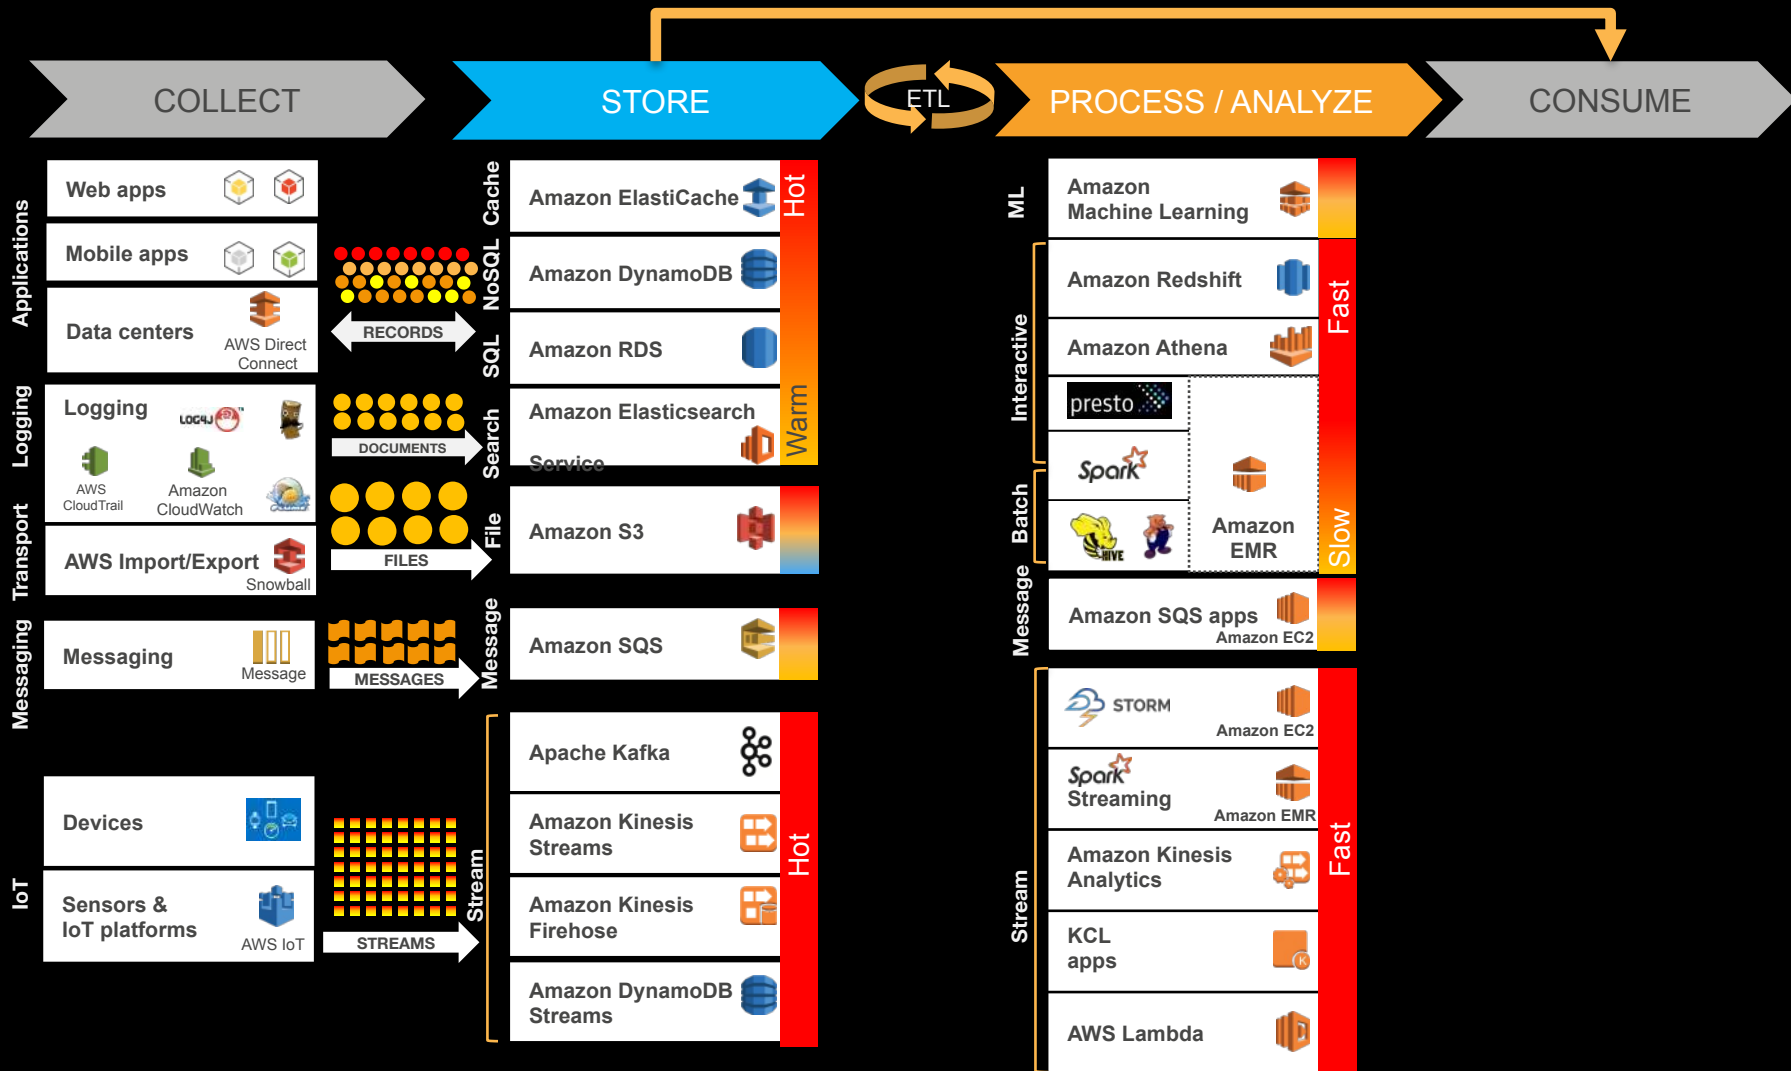 COLLECT
STORE
ETL
PROCESS / ANALYZE
CONSUME
Applications
Web apps
Mobile apps
Data centers
AWS Direct
Connect
Logging
Logging
LOG4J
™
AWS
CloudTrail
Amazon
CloudWatch
Transport
AWS Import/Export
Snowball
Messaging
Messaging
Message
IoT
Devices
Sensors &
IoT platforms
AWS IoT
RECORDS
DOCUMENTS
FILES
MESSAGES
STREAMS
Cache
Amazon ElastiCache
NoSQL
Amazon DynamoDB
SQL
Amazon RDS
Search
Amazon Elasticsearch
Service
Hot
Warm
File
Amazon S3
Message
Amazon SQS
Stream
Apache Kafka
Amazon Kinesis
Streams
Amazon Kinesis
Firehose
Amazon DynamoDB
Streams
Hot
ML
Amazon
Machine Learning
Interactive
Amazon Redshift
Amazon Athena
presto
Spark
Batch
HIVE
Amazon
EMR
Fast
Slow
Message
Amazon SQS apps
Amazon EC2
Stream
STORM
Amazon EC2
Spark
Streaming
Amazon EMR
Amazon Kinesis
Analytics
KCL
apps
K
AWS Lambda
Fast